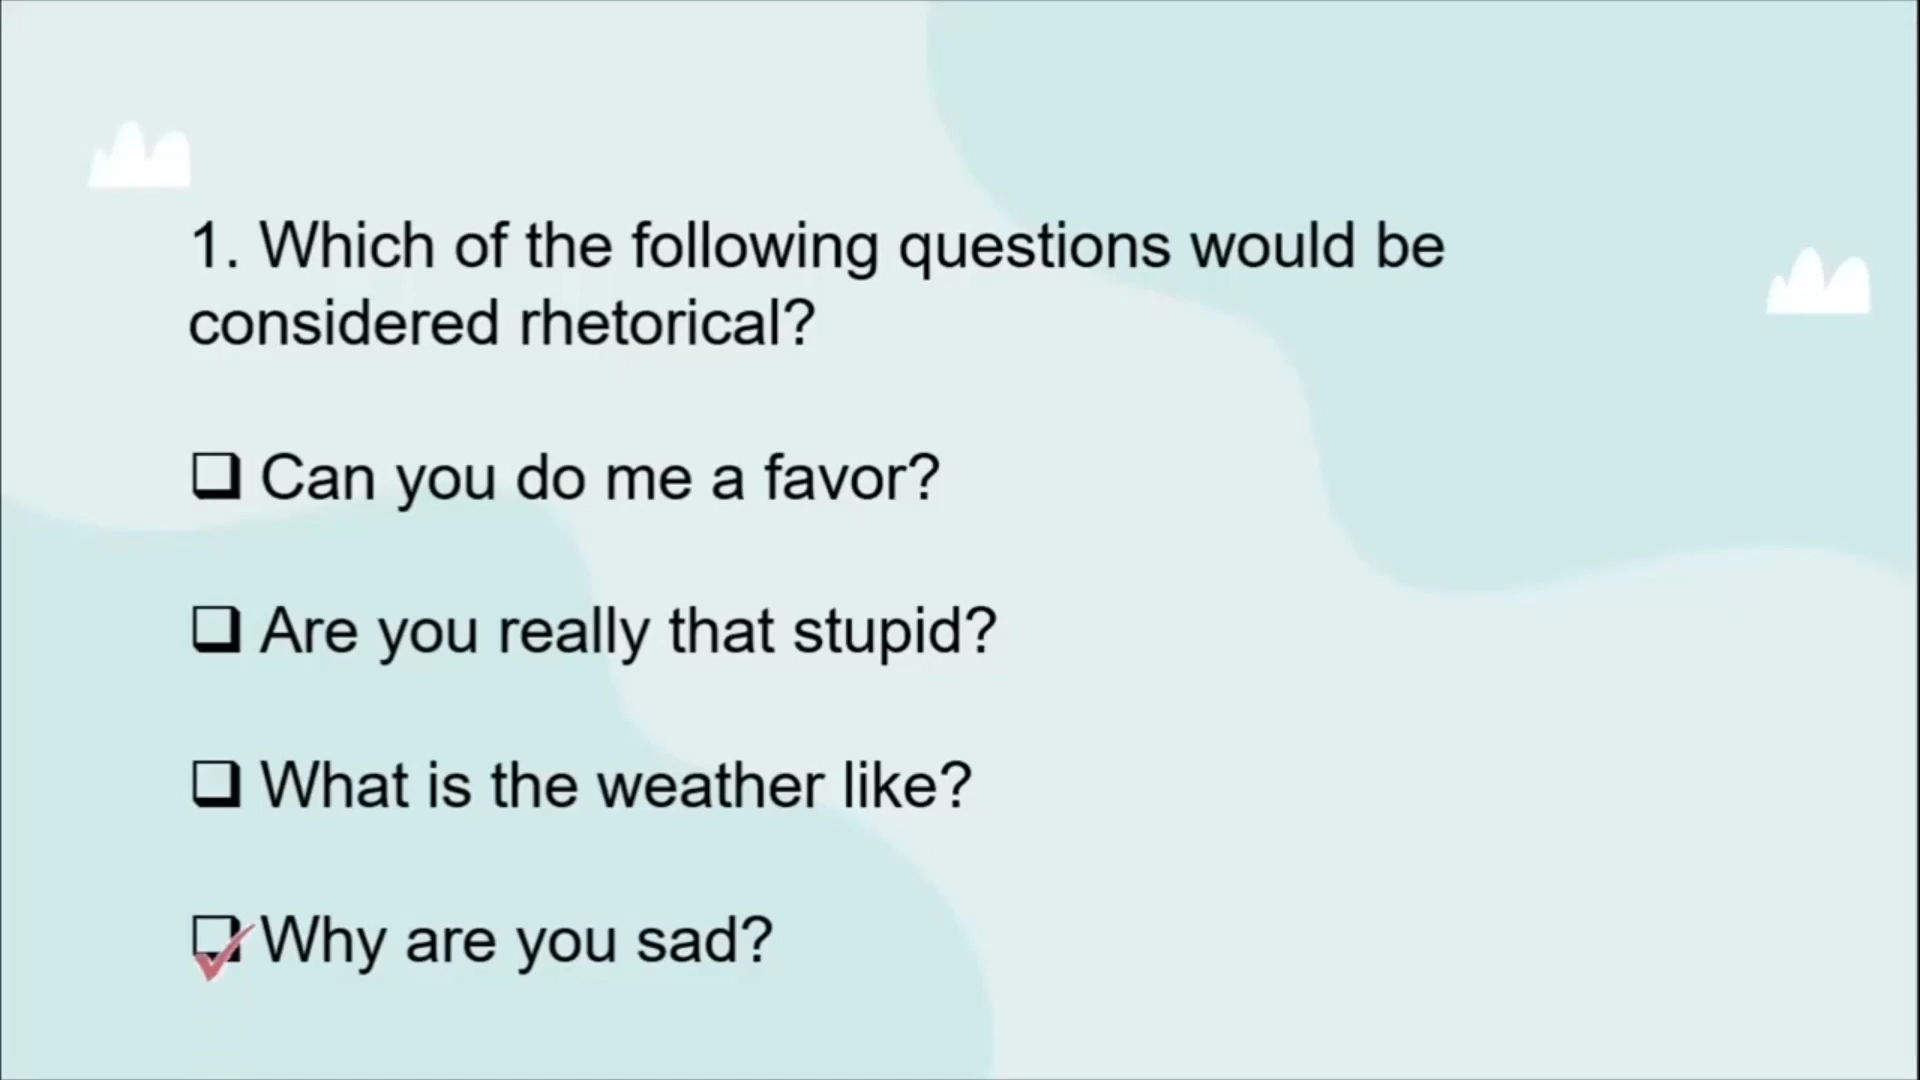 1. Which of the following questions would be
considered rhetorical?
Can you do me a favor?
Are you really that stupid?
What is the weather like?
Why are you sad?